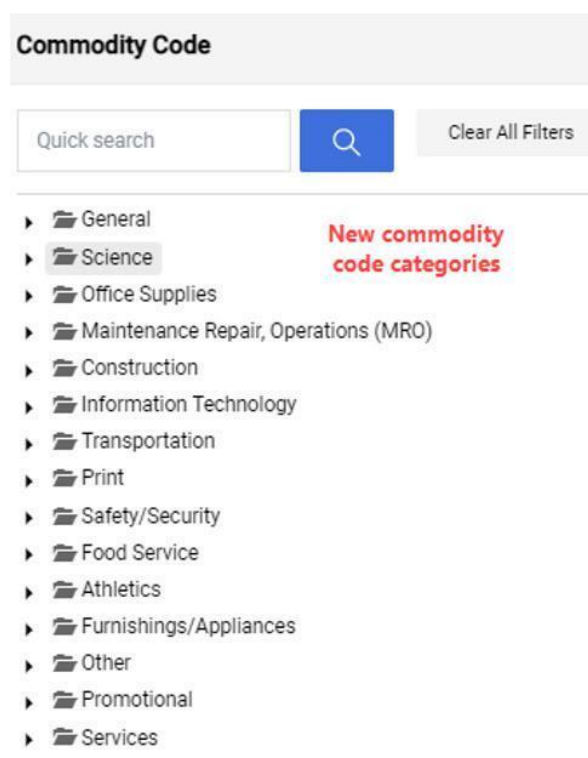 Commodity Code
Quick search
Clear All Filters
General
New commodity
code categories
Science
Office Supplies
Maintenance Repair, Operations (MRO)
Construction
Information Technology
Transportation
Print
Safety/Security
Food Service
Athletics
Furnishings/Appliances
Other
Promotional
Services